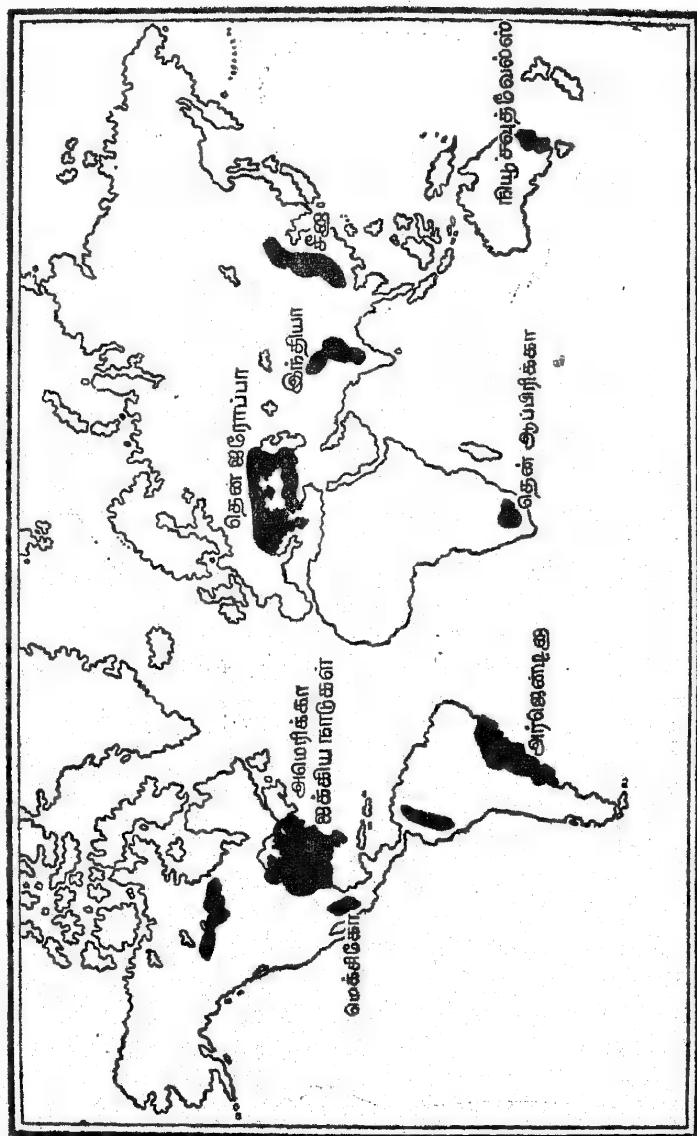 அமெரிக்கா
ஐக்கிய நாடுகள்
மெக்சிகோ
அர்ஜெண்டினா
தென் ஐரோப்பா
இந்தியா
சீனா
தென் ஆப்பிரிக்கா
நியூ சவுத்வேல்ஸ்